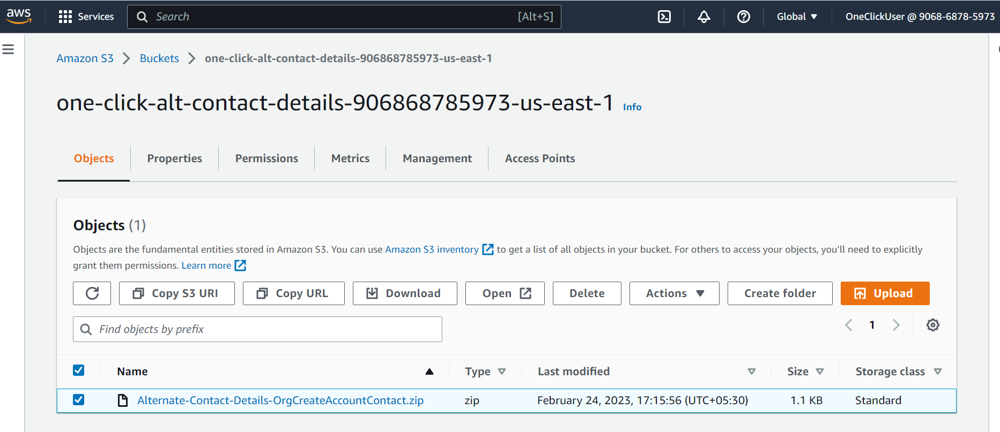 aws Services Search [Alt+S] Global OneClickUser @ 9068-6878-5973
Amazon S3 Buckets one-click-alt-contact-details-906868785973-us-east-1
one-click-alt-contact-details-906868785973-us-east-1 Info
Objects Properties Permissions Metrics Management Access Points
Objects (1)
Objects are the fundamental entities stored in Amazon S3. You can use Amazon S3 inventory to get a list of all objects in your bucket. For others to access your objects, you'll need to explicitly
grant them permissions. Learn more
Copy S3 URI Copy URL Download Open Delete Actions Create folder Upload
Find objects by prefix 1
Name Type Last modified Size Storage class
Alternate-Contact-Details-OrgCreateAccountContact.zip zip February 24, 2023, 17:15:56 (UTC+05:30) 1.1 KB Standard